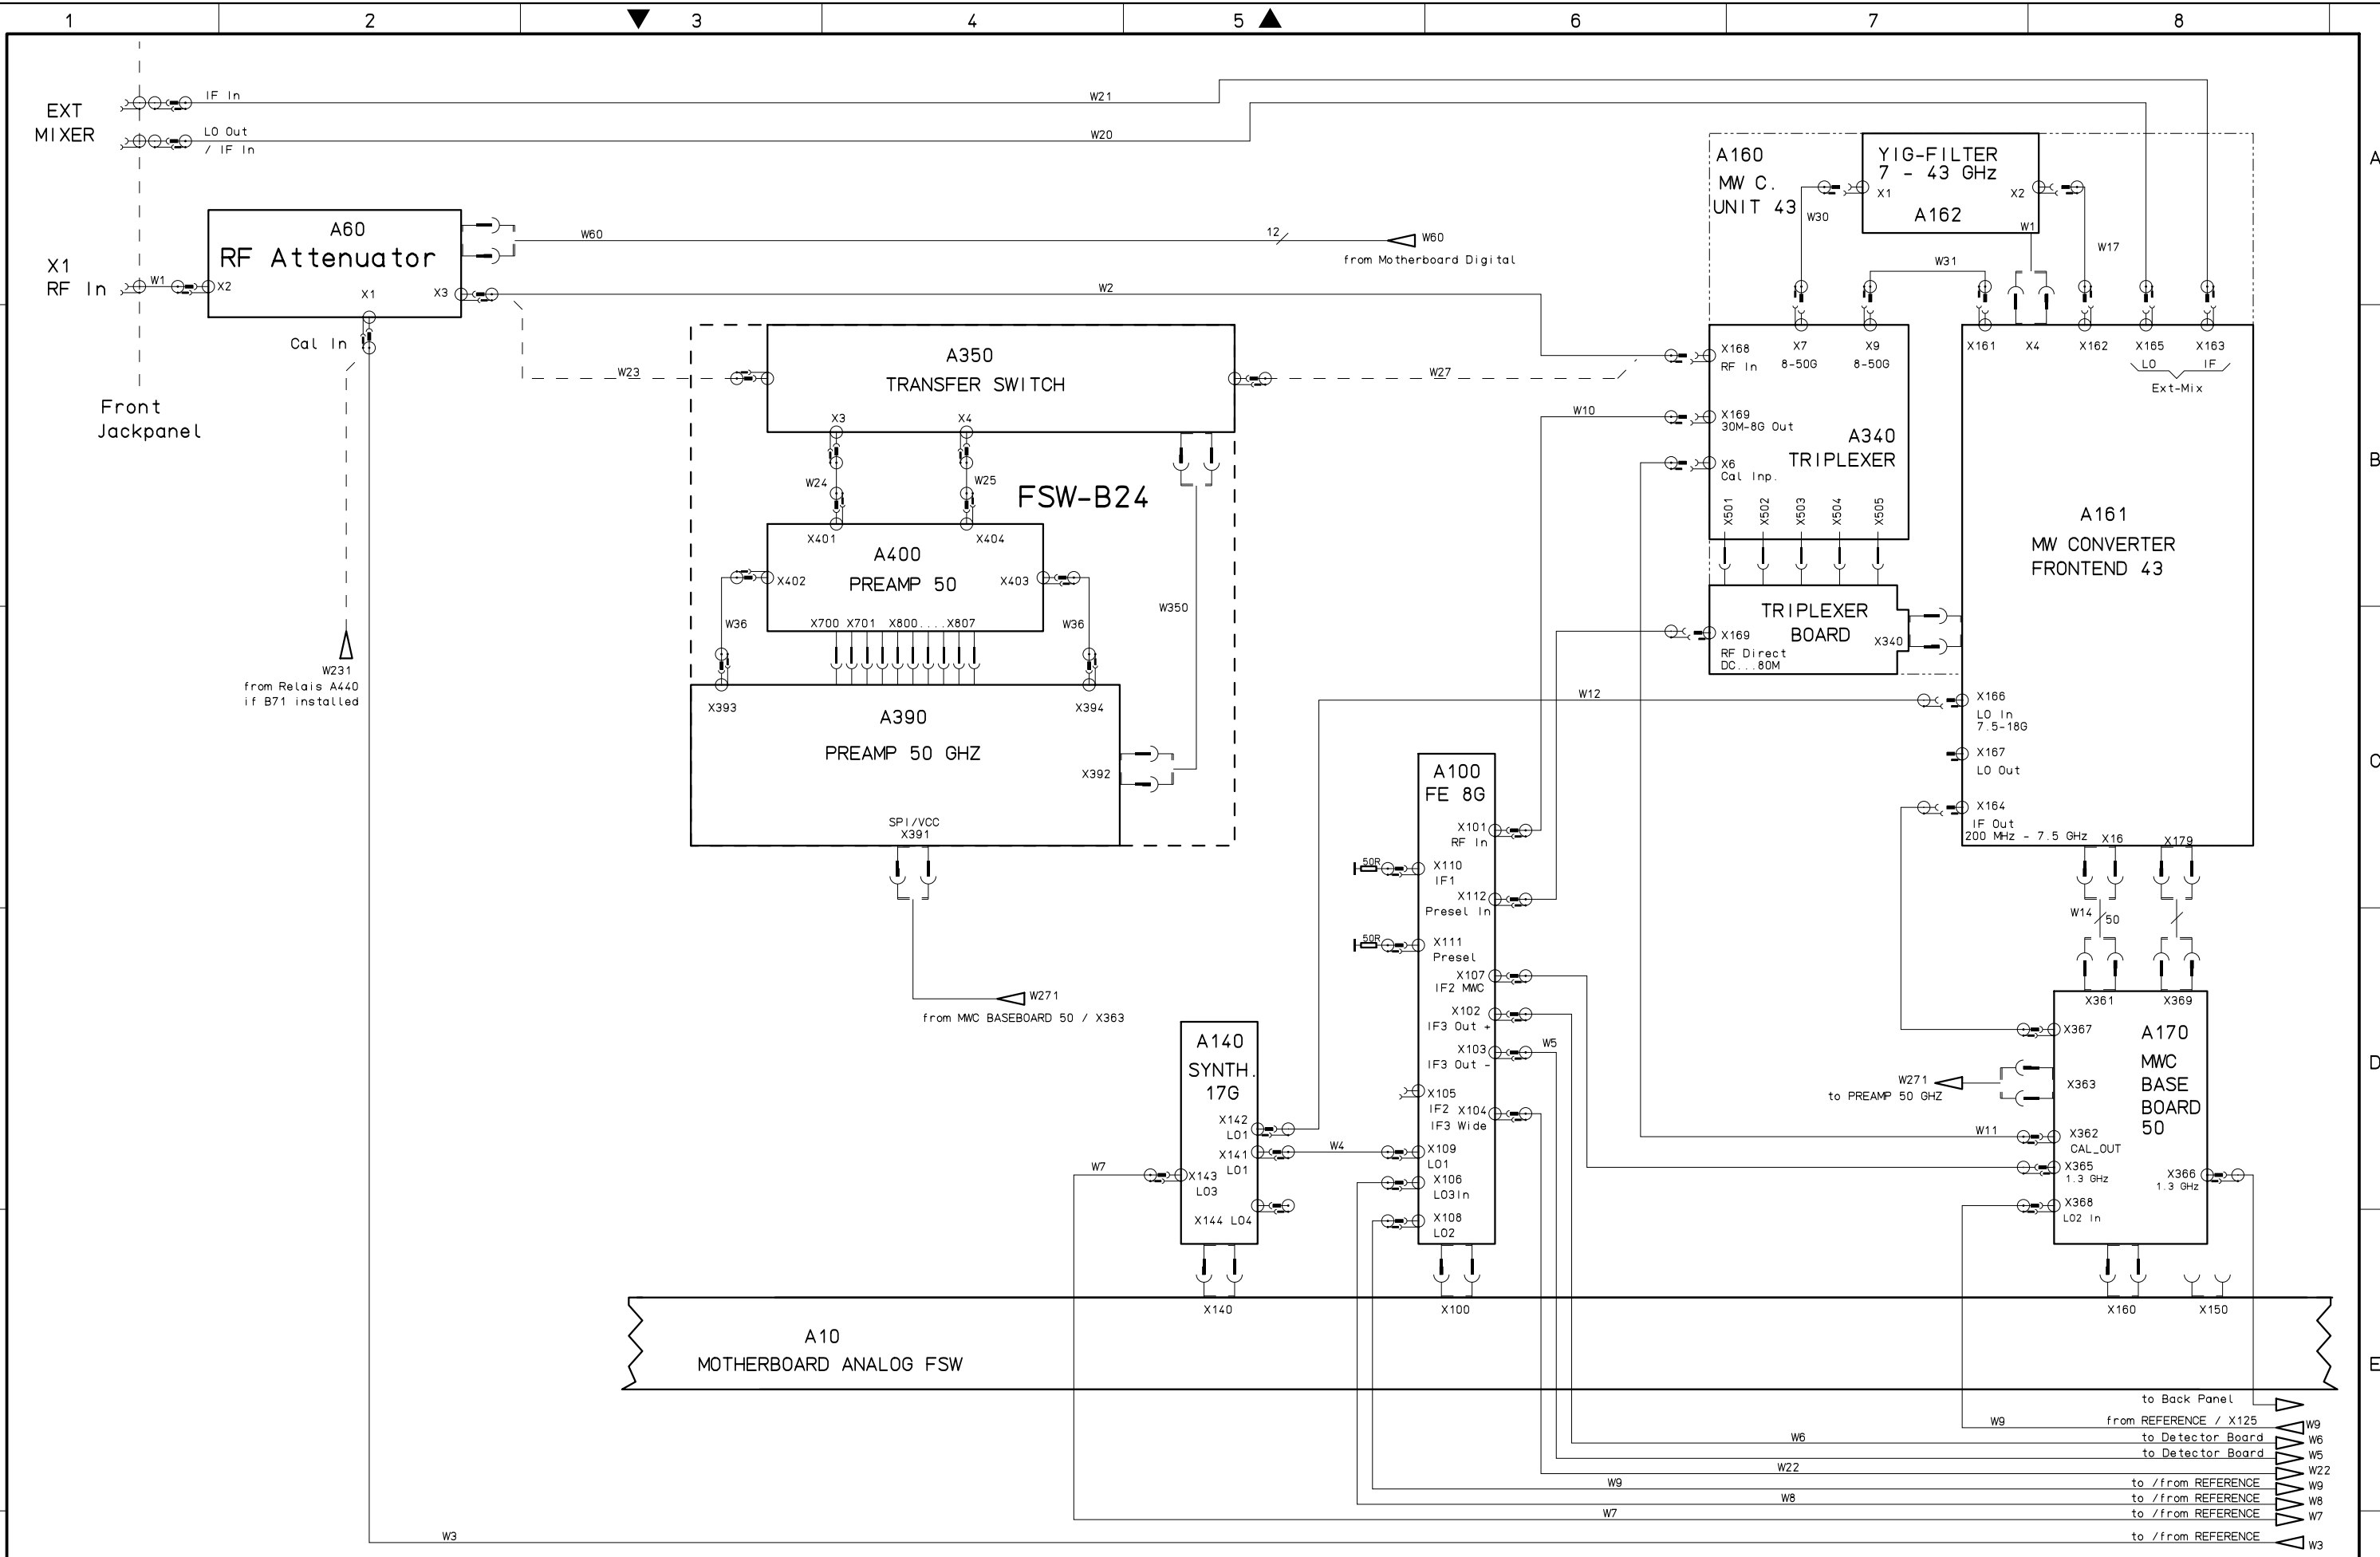 1 2 3 4 5 6 7 8
A
B
C
D
E
EXT
MIXER
IF In
LO Out
/ IF In
W21
W20
X1
RF In
W1
X2
A60
RF Attenuator
X1
X3
Cal In
Front
Jackpanel
W60
12
W60
from Motherboard Digital
W2
W23
W27
W231
from Relais A440
if B71 installed
A350
TRANSFER SWITCH
X3
X4
W24
W25
FSW-B24
X401
X404
A400
PREAMP 50
X402
X403
W36
W36
X700 X701 X800....X807
W350
X393
X394
A390
PREAMP 50 GHZ
X392
SPI/VCC
X391
W271
from MWC BASEBOARD 50 / X363
A160
MW C.
UNIT 43
YIG-FILTER
7 - 43 GHz
X1
X2
A162
W1
W30
W17
W31
X168
RF In
X7
8-50G
X9
8-50G
X169
30M-8G Out
A340
TRIPLEXER
X6
Cal Inp.
X501
X502
X503
X504
X505
W10
TRIPLEXER
BOARD
X169
RF Direct
DC...80M
X340
X161
X4
X162
X165
X163
LO
IF
Ext-Mix
A161
MW CONVERTER
FRONTEND 43
W12
X166
LO In
7.5-18G
X167
LO Out
X164
IF Out
200 MHz - 7.5 GHz
X16
X179
W14
50
A100
FE 8G
X101
RF In
50R
X110
IF1
X112
Presel In
50R
X111
Presel
X107
IF2 MWC
X102
IF3 Out +
X103
IF3 Out -
W5
X105
IF2
X104
IF3 Wide
X109
LO1
X106
LO3In
X108
LO2
A140
SYNTH.
17G
X142
LO1
X141
LO1
X143
LO3
X144 LO4
W4
W7
X361
X369
X367
A170
MWC
BASE
BOARD
50
X363
W271
to PREAMP 50 GHZ
W11
X362
CAL_OUT
X365
1.3 GHz
X366
1.3 GHz
X368
LO2 In
X140
X100
X160
X150
A10
MOTHERBOARD ANALOG FSW
to Back Panel
W9
from REFERENCE / X125
W9
W6
to Detector Board
W6
to Detector Board
W5
W22
W22
W9
to /from REFERENCE
W9
W8
to /from REFERENCE
W8
W7
to /from REFERENCE
W7
W3
to /from REFERENCE
W3